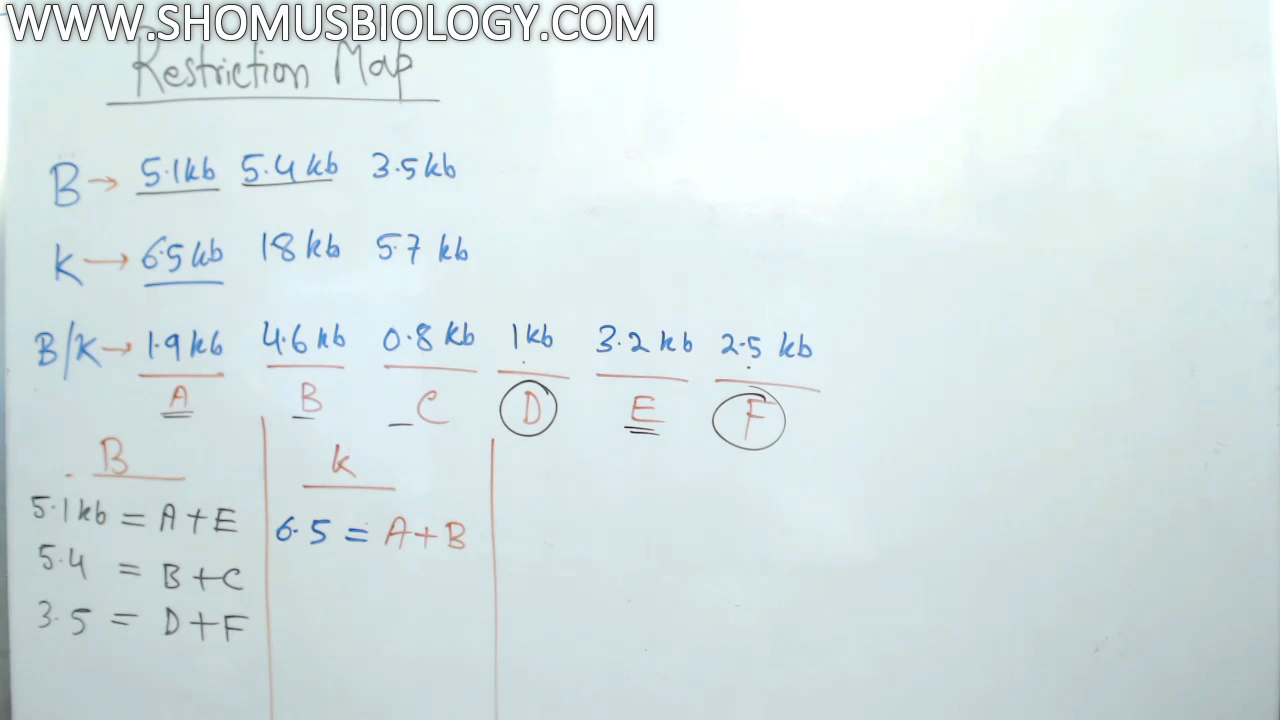 WWW.SHOMUSBIOLOGY.COM
Restriction Map
B → 5.1kb 5.4 kb 3.5 kb
K → 6.5 kb 1.8 kb 5.7 kb
B/K → 1.9 kb 4.6 kb 0.8 kb 1 kb 3.2 kb 2.5 kb
A B C D E F
B K
5.1 kb = A+E 6.5 = A+B
5.4 = B+C
3.5 = D+F